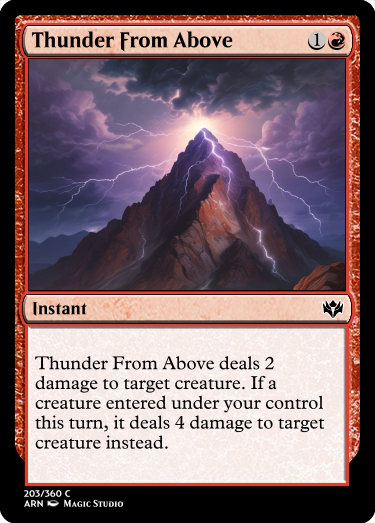 Thunder From Above 1
Instant
Thunder From Above deals 2
damage to target creature. If a
creature entered under your control
this turn, it deals 4 damage to target
creature instead.
203/360 C
ARN Magic Studio